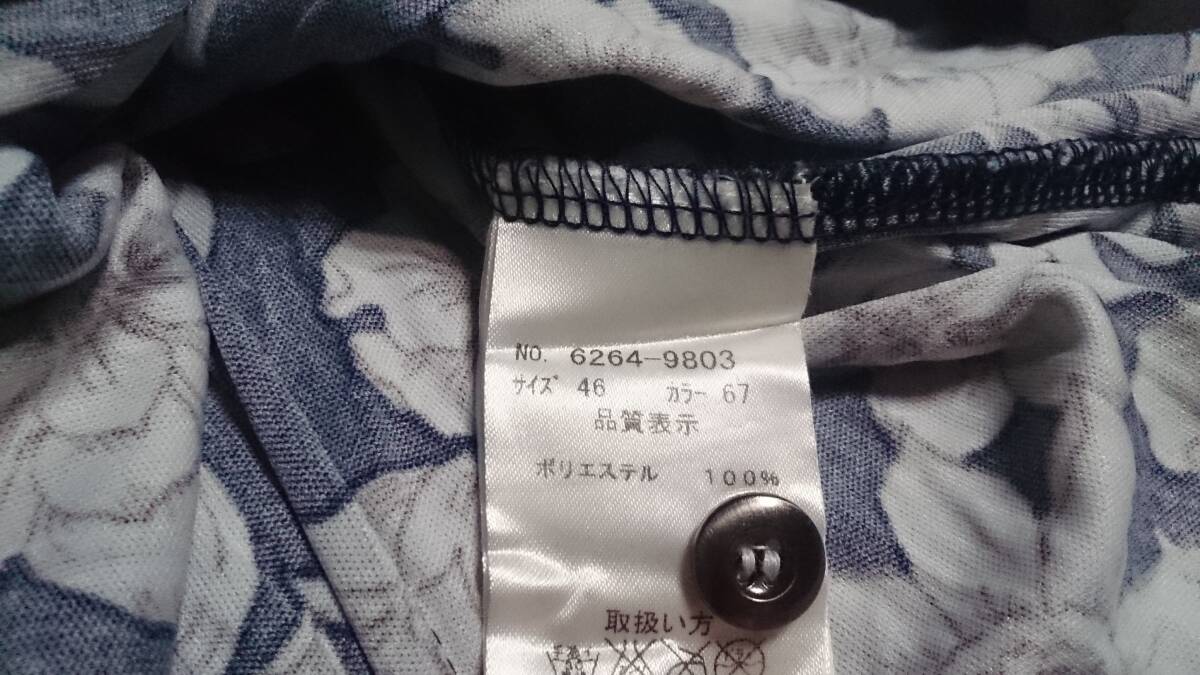 NO. 6264-9803
サイズ 46 カラー 67
品質表示
ポリエステル 100%
取扱い方